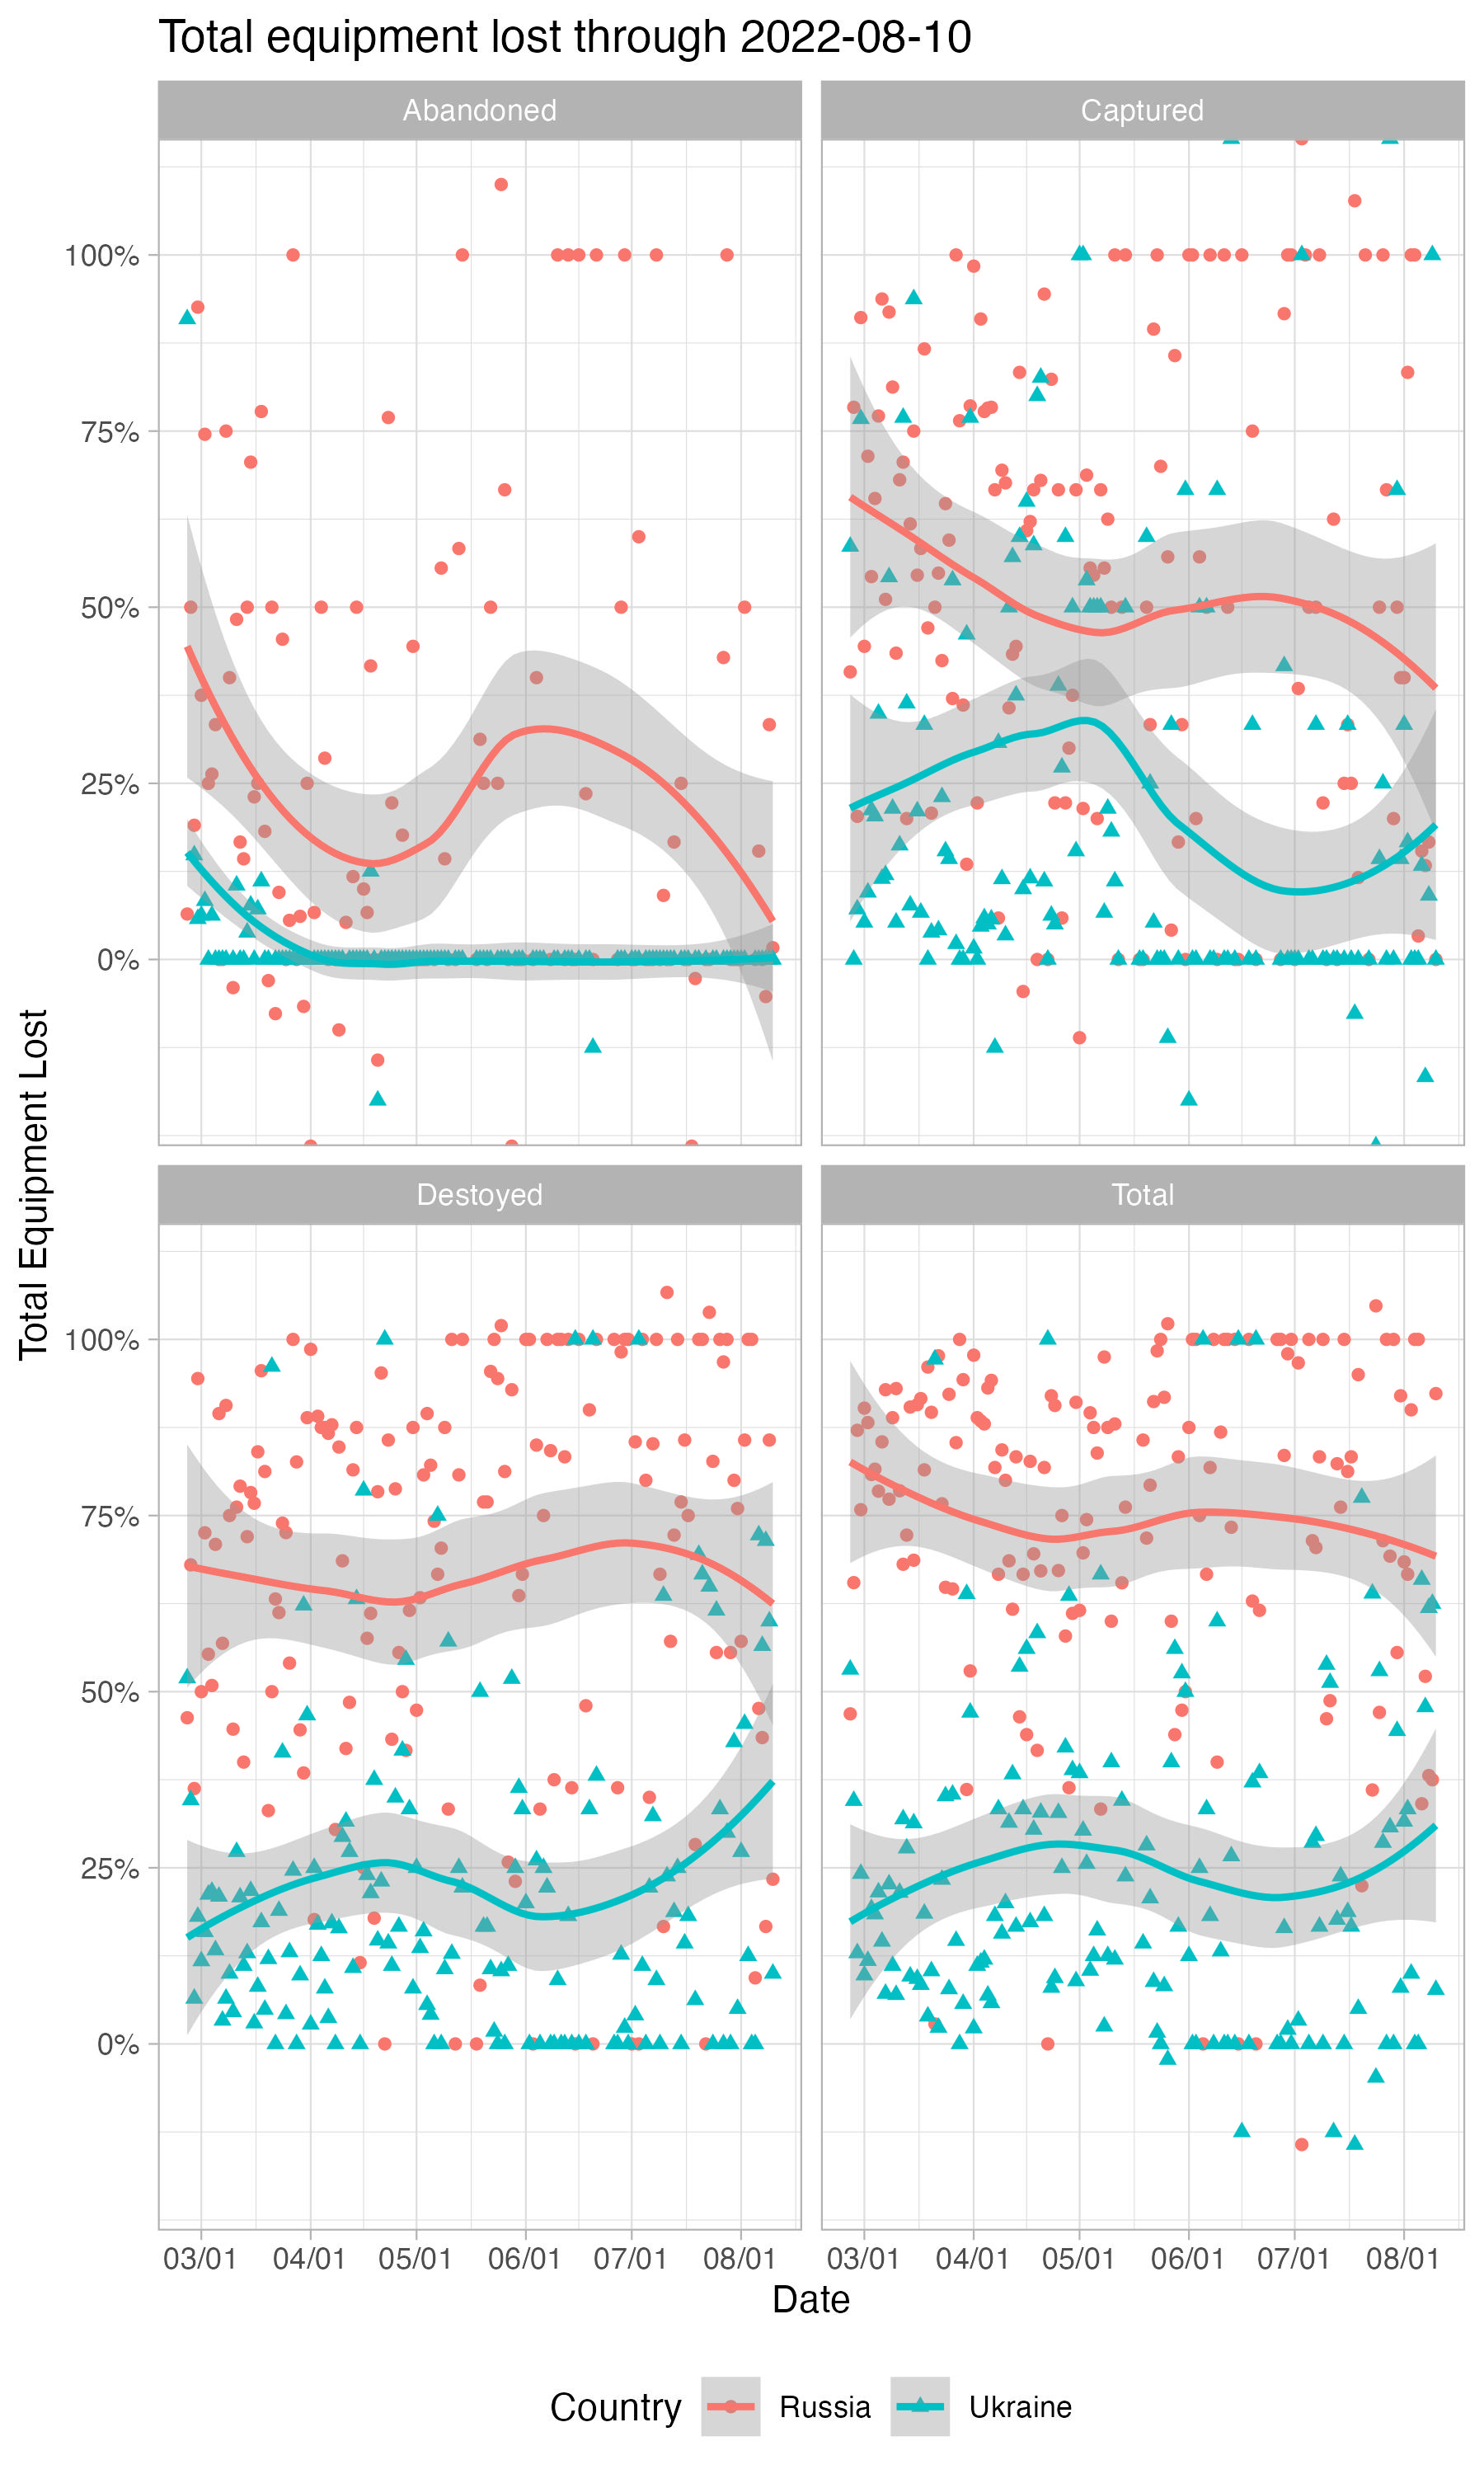 Total equipment lost through 2022-08-10
Abandoned
Captured
100%
75%
50%
25%
0%
Destoyed
Total
100%
75%
50%
25%
0%
Total Equipment Lost
03/01 04/01 05/01 06/01 07/01 08/01
03/01 04/01 05/01 06/01 07/01 08/01
Date
Country Russia Ukraine